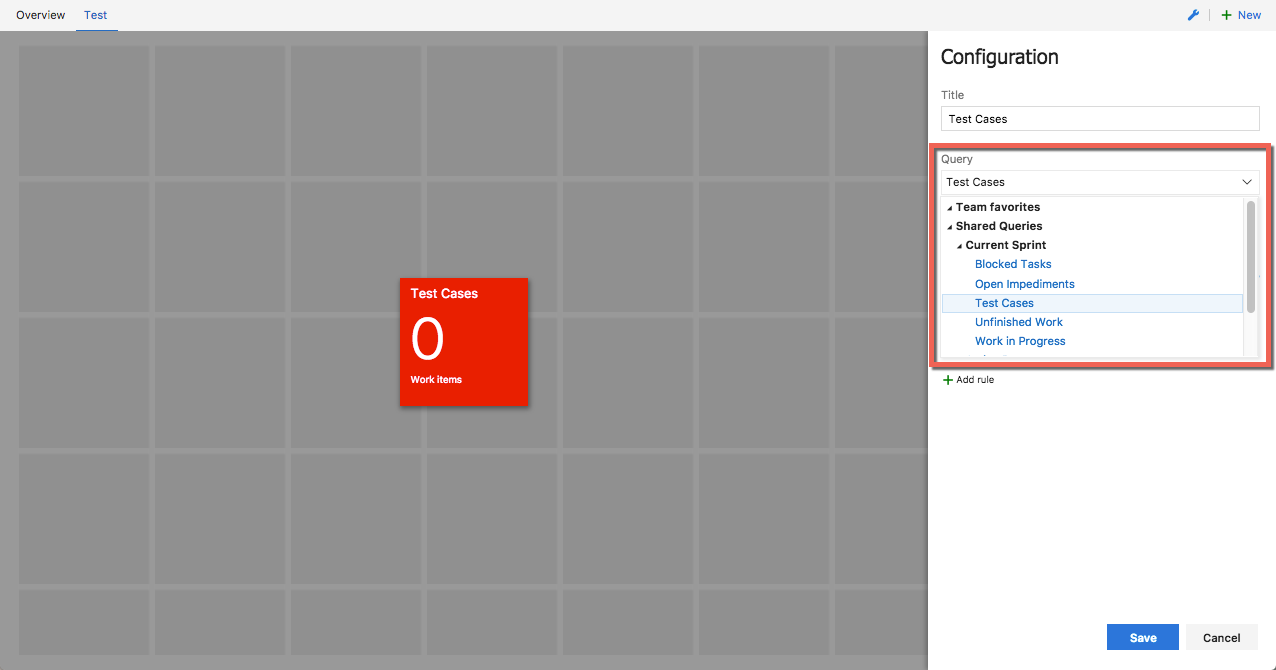 Overview Test New
Configuration
Title
Test Cases
Query
Test Cases
Team favorites
Shared Queries
Current Sprint
Blocked Tasks
Open Impediments
Test Cases
Unfinished Work
Work in Progress
Add rule
Test Cases
0
Work items
Save Cancel